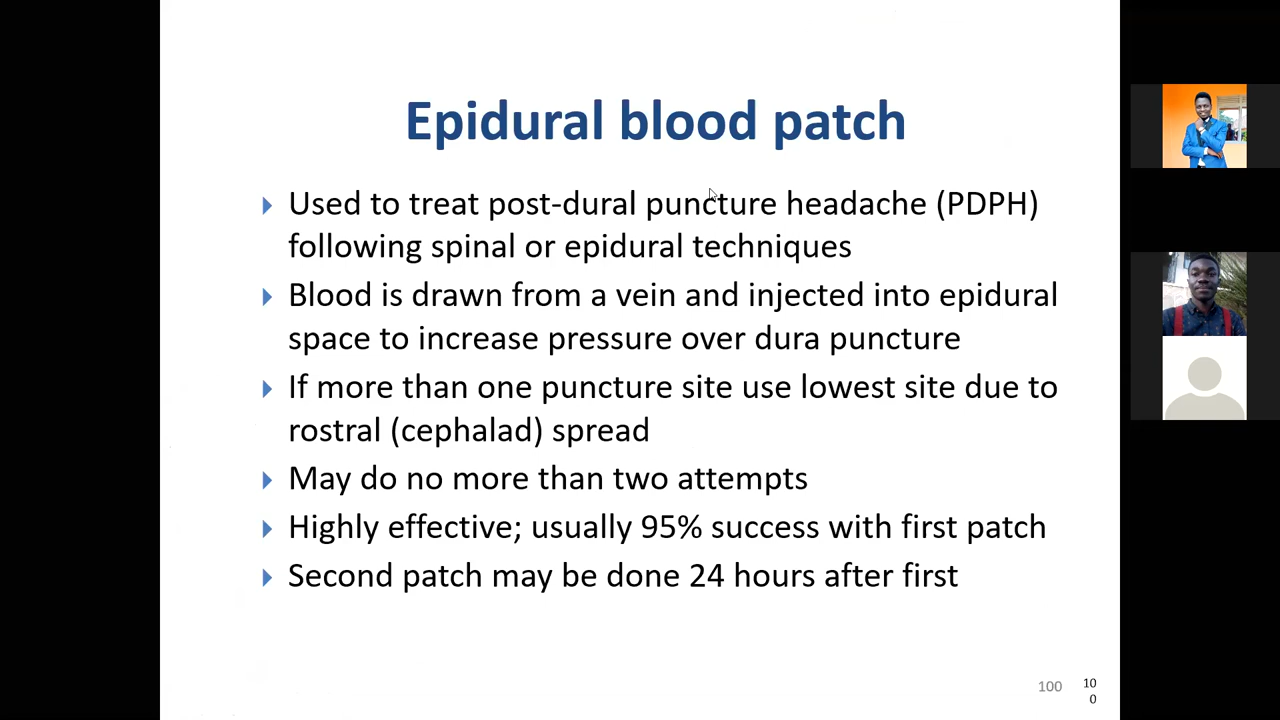 Epidural blood patch
Used to treat post-dural puncture headache (PDPH)
following spinal or epidural techniques
Blood is drawn from a vein and injected into epidural
space to increase pressure over dura puncture
If more than one puncture site use lowest site due to
rostral (cephalad) spread
May do no more than two attempts
Highly effective; usually 95% success with first patch
Second patch may be done 24 hours after first
100
10
0